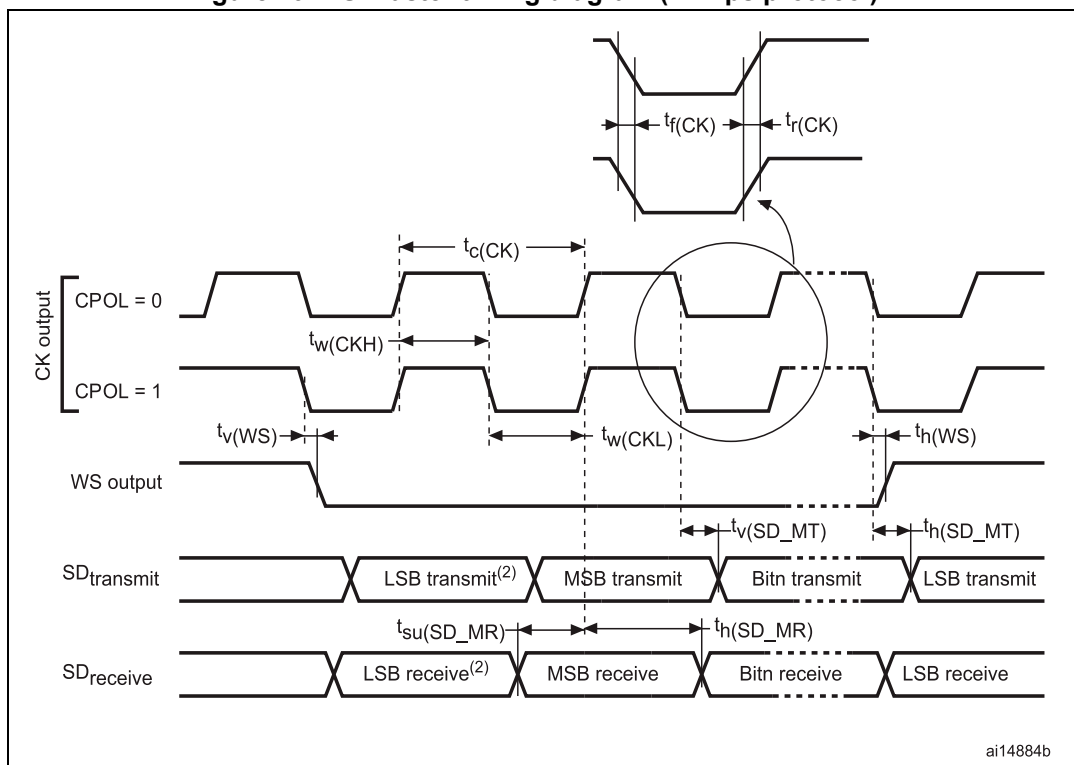 tf(CK)
tr(CK)
tc(CK)
CK output
CPOL = 0
tw(CKH)
CPOL = 1
tv(WS)
tw(CKL)
th(WS)
WS output
tv(SD_MT)
th(SD_MT)
SDtransmit
LSB transmit(2)
MSB transmit
Bitn transmit
LSB transmit
tsu(SD_MR)
th(SD_MR)
SDreceive
LSB receive(2)
MSB receive
Bitn receive
LSB receive
ai14884b